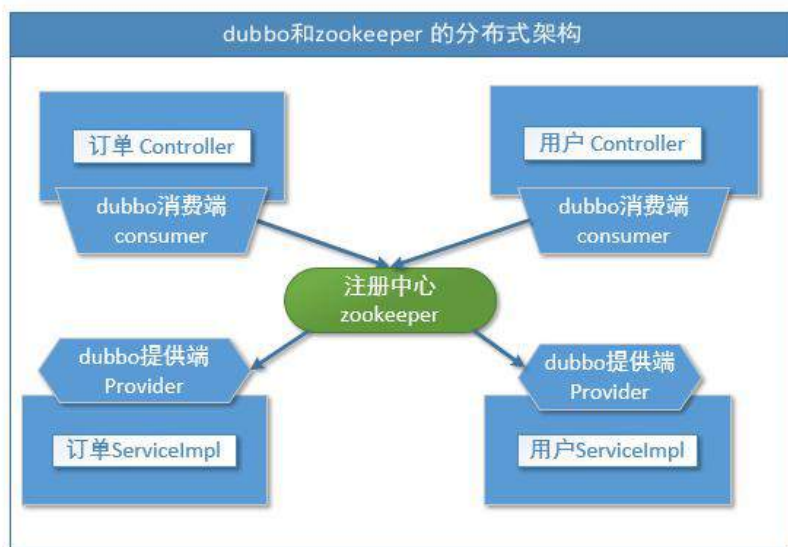 dubbo和zookeeper 的分布式架构
订单 Controller
dubbo消费端
consumer
用户 Controller
dubbo消费端
consumer
注册中心
zookeeper
dubbo提供端
Provider
订单ServiceImpl
dubbo提供端
Provider
用户ServiceImpl